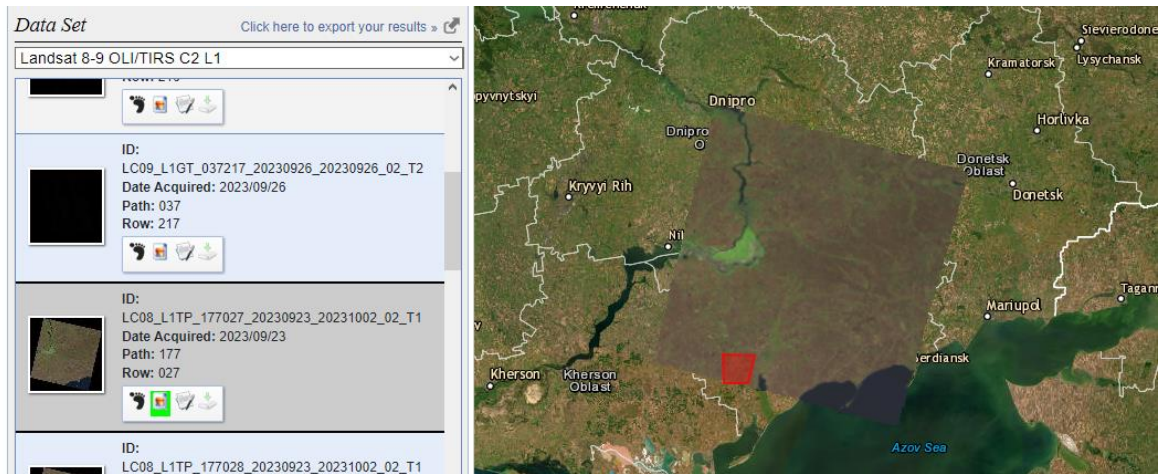 Data Set
Click here to export your results »
Landsat 8-9 OLI/TIRS C2 L1
ID:
LC09_L1GT_037217_20230926_20230926_02_T2
Date Acquired: 2023/09/26
Path: 037
Row: 217
ID:
LC08_L1TP_177027_20230923_20231002_02_T1
Date Acquired: 2023/09/23
Path: 177
Row: 027
ID:
LC08_L1TP_177028_20230923_20231002_02_T1
Sievierodone
Lysychansk
Kramatorsk
opyvnytskyi
Dnipro
Horlivka
Dnipro
O
Donetsk
Oblast
Kryvyi Rih
Donetsk
Nil
Tagan
Mariupol
v
Berdiansk
Kherson
Kherson
Oblast
Azov Sea